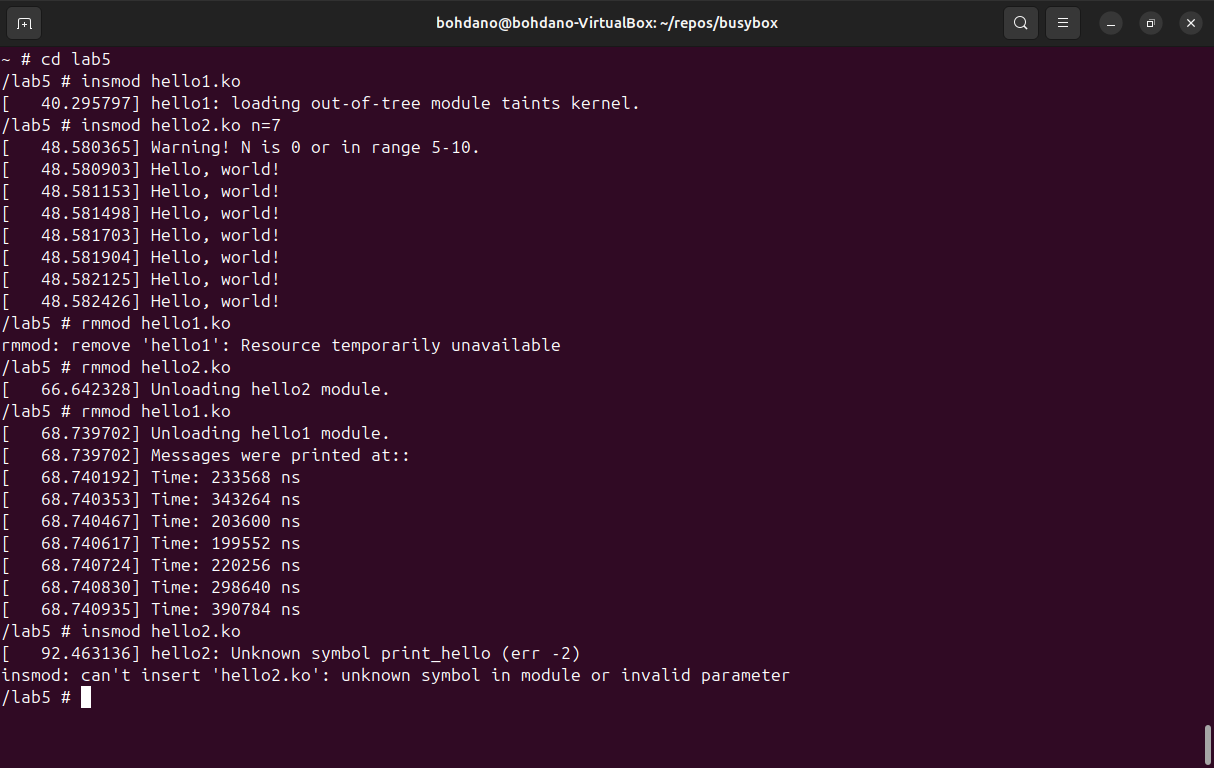 bohdano@bohdano-VirtualBox: ~/repos/busybox
~ # cd lab5
/lab5 # insmod hello1.ko
[   40.295797] hello1: loading out-of-tree module taints kernel.
/lab5 # insmod hello2.ko n=7
[   48.580365] Warning! N is 0 or in range 5-10.
[   48.580903] Hello, world!
[   48.581153] Hello, world!
[   48.581498] Hello, world!
[   48.581703] Hello, world!
[   48.581904] Hello, world!
[   48.582125] Hello, world!
[   48.582426] Hello, world!
/lab5 # rmmod hello1.ko
rmmod: remove 'hello1': Resource temporarily unavailable
/lab5 # rmmod hello2.ko
[   66.642328] Unloading hello2 module.
/lab5 # rmmod hello1.ko
[   68.739702] Unloading hello1 module.
[   68.739702] Messages were printed at::
[   68.740192] Time: 233568 ns
[   68.740353] Time: 343264 ns
[   68.740467] Time: 203600 ns
[   68.740617] Time: 199552 ns
[   68.740724] Time: 220256 ns
[   68.740830] Time: 298640 ns
[   68.740935] Time: 390784 ns
/lab5 # insmod hello2.ko
[   92.463136] hello2: Unknown symbol print_hello (err -2)
insmod: can't insert 'hello2.ko': unknown symbol in module or invalid parameter
/lab5 #